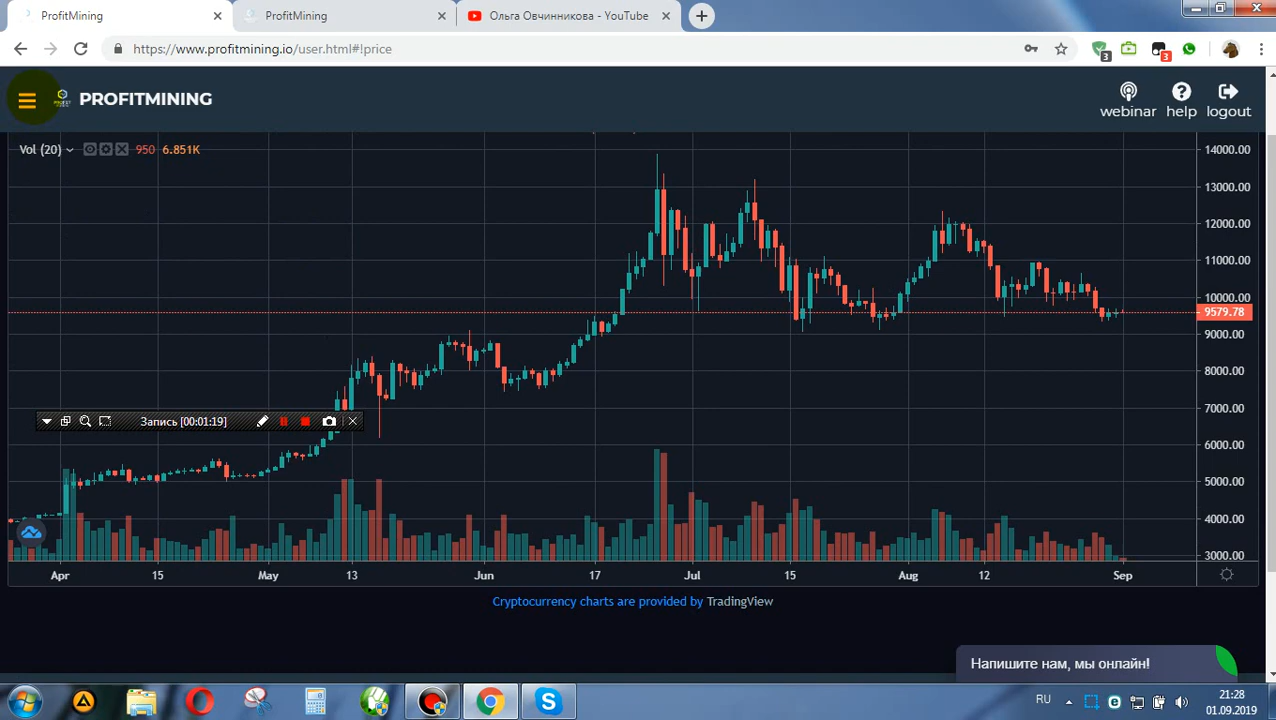 ProfitMining
ProfitMining
Ольга Овчинникова - YouTube
https://www.profitmining.io/user.html#!price
3
3
PROFIT
PROFITMINING
webinar
help
logout
Vol (20)
950
6.851K
14000.00
13000.00
12000.00
11000.00
10000.00
9579.78
9000.00
8000.00
7000.00
Запись [00:01:19]
6000.00
5000.00
4000.00
3000.00
Apr
15
May
13
Jun
17
Jul
15
Aug
12
Sep
Cryptocurrency charts are provided by TradingView
Напишите нам, мы онлайн!
RU
21:28
01.09.2019